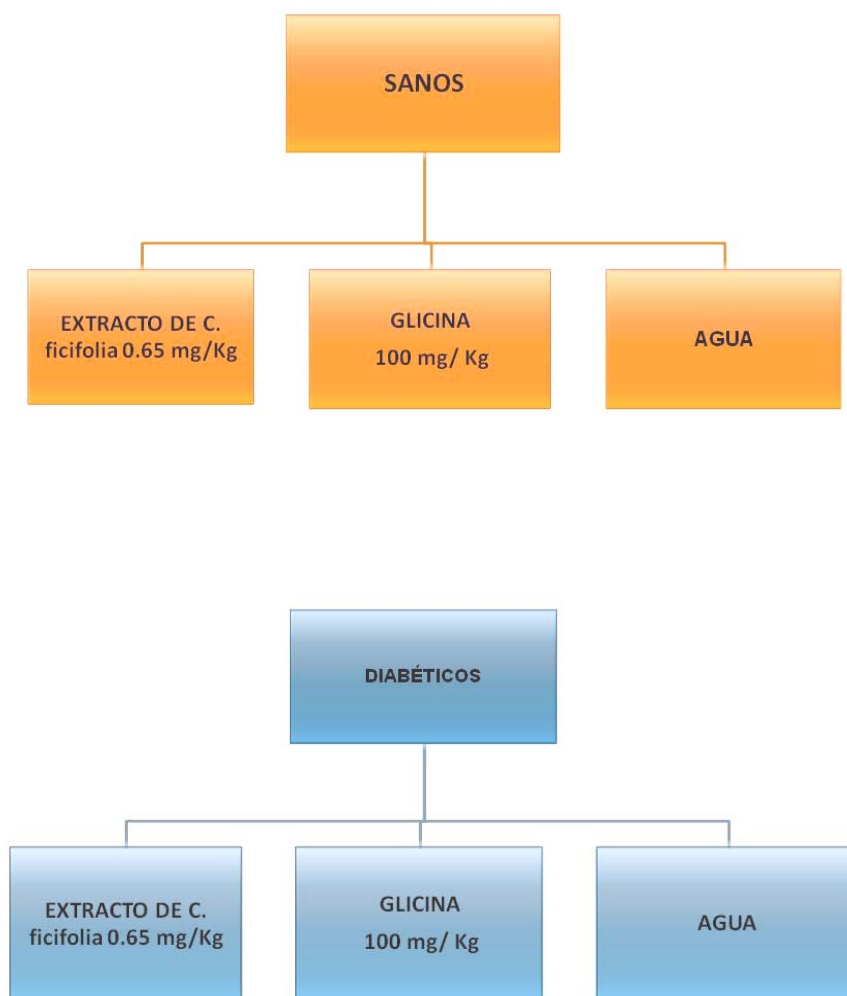 SANOS
EXTRACTO DE C.
ficifolia 0.65 mg/Kg
GLICINA
100 mg/ Kg
AGUA
DIABÉTICOS
EXTRACTO DE C.
ficifolia 0.65 mg/Kg
GLICINA
100 mg/ Kg
AGUA